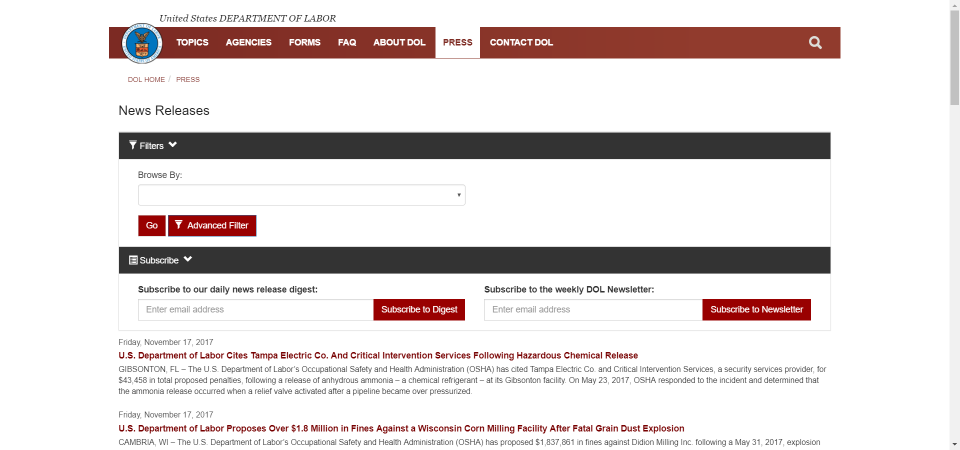 United States DEPARTMENT OF LABOR
TOPICS AGENCIES FORMS FAQ ABOUT DOL PRESS CONTACT DOL
DOL HOME / PRESS
News Releases
Filters
Browse By:
Go Advanced Filter
Subscribe
Subscribe to our daily news release digest: Subscribe to the weekly DOL Newsletter:
Enter email address Subscribe to Digest Enter email address Subscribe to Newsletter
Friday, November 17, 2017
U.S. Department of Labor Cites Tampa Electric Co. And Critical Intervention Services Following Hazardous Chemical Release
GIBSONTON, FL – The U.S. Department of Labor's Occupational Safety and Health Administration (OSHA) has cited Tampa Electric Co. and Critical Intervention Services, a security services provider, for
$43,458 in total proposed penalties, following a release of anhydrous ammonia – a chemical refrigerant – at its Gibsonton facility. On May 23, 2017, OSHA responded to the incident and determined that
the ammonia release occurred when a relief valve activated after a pipeline became over pressurized.
Friday, November 17, 2017
U.S. Department of Labor Proposes Over $1.8 Million in Fines Against a Wisconsin Corn Milling Facility After Fatal Grain Dust Explosion
CAMBRIA, WI – The U.S. Department of Labor's Occupational Safety and Health Administration (OSHA) has proposed $1,837,861 in fines against Didion Milling Inc. following a May 31, 2017, explosion